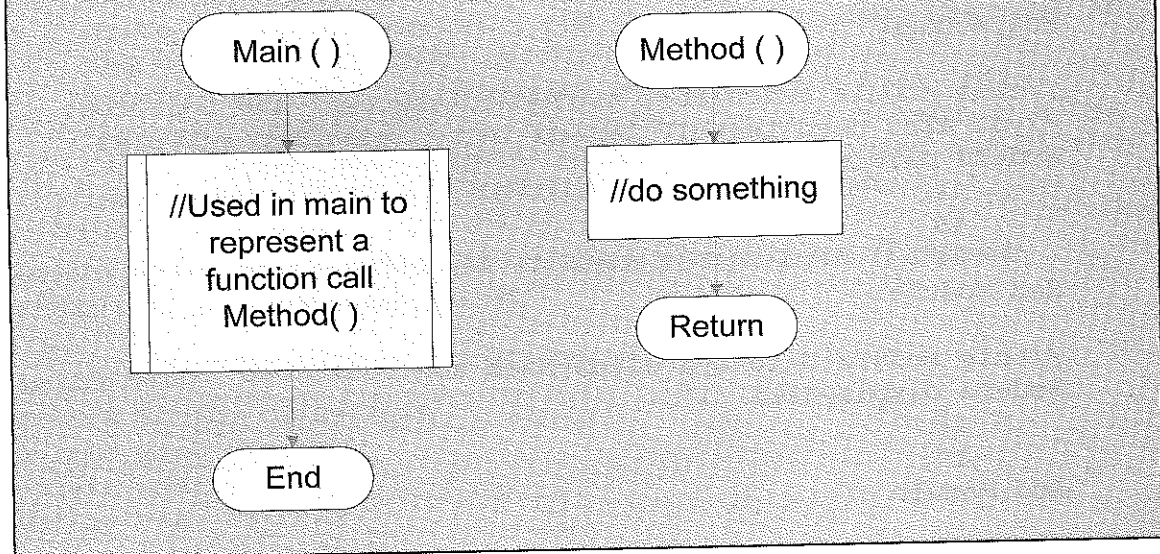 Main ( )
//Used in main to
represent a
function call
Method( )
End
Method ( )
//do something
Return